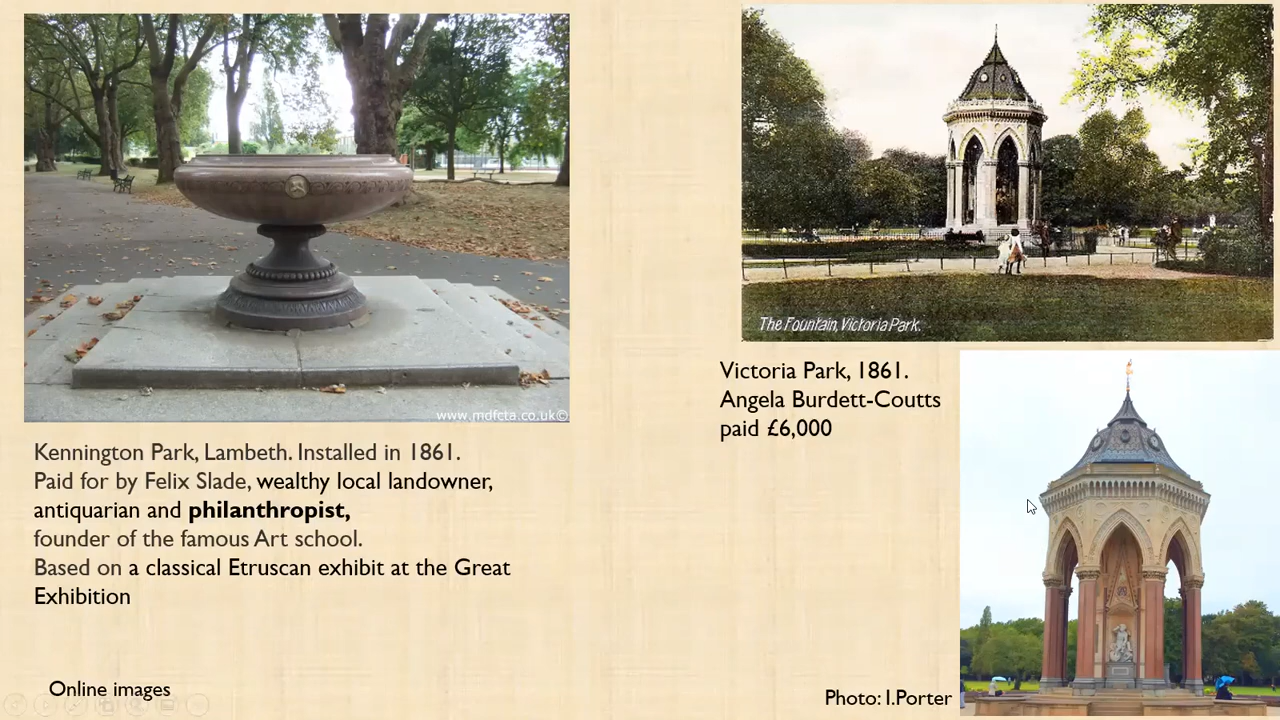 www.mdfcta.co.uk©
Kennington Park, Lambeth. Installed in 1861.
Paid for by Felix Slade, wealthy local landowner,
antiquarian and philanthropist,
founder of the famous Art school.
Based on a classical Etruscan exhibit at the Great
Exhibition
Online images
The Fountain, Victoria Park.
Victoria Park, 1861.
Angela Burdett-Coutts
paid £6,000
Photo: I.Porter